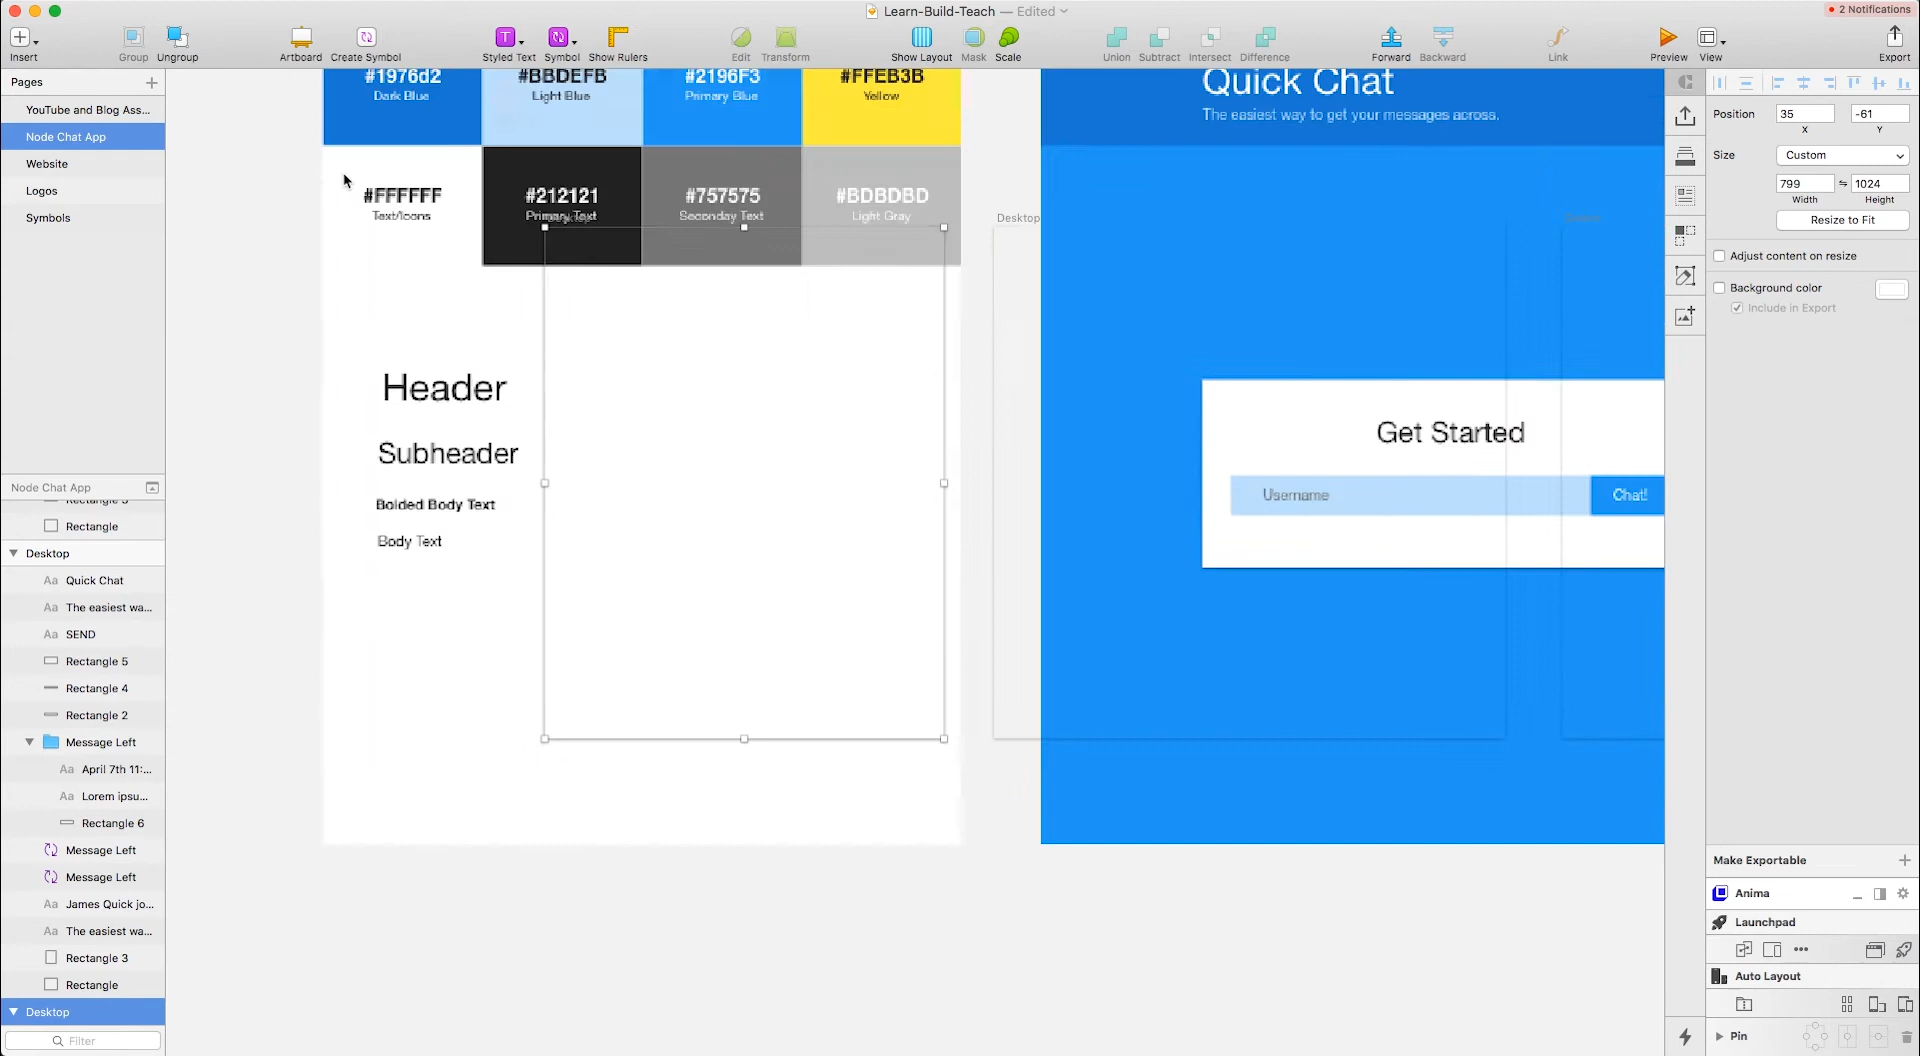 Learn-Build-Teach — Edited
2 Notifications
Insert
Group
Ungroup
Artboard
Create Symbol
Styled Text
Symbol
Show Rulers
Edit
Transform
Show Layout
Mask
Scale
Union
Subtract
Intersect
Difference
Forward
Backward
Link
Preview
View
Export
Pages
YouTube and Blog Ass...
Node Chat App
Website
Logos
Symbols
Node Chat App
Rectangle
Desktop
Aa Quick Chat
Aa The easiest wa...
Aa SEND
Rectangle 5
Rectangle 4
Rectangle 2
Message Left
Aa April 7th 11:...
Aa Lorem ipsu...
Rectangle 6
Message Left
Message Left
Aa James Quick jo...
Aa The easiest wa...
Rectangle 3
Rectangle
Desktop
Filter
#1976d2
Dark Blue
#BBDEFB
Light Blue
#2196F3
Primary Blue
#FFEB3B
Yellow
#FFFFFF
Text/Icons
#212121
Primary Text
#757575
Seconday Text
#BDBDBD
Light Gray
Header
Subheader
Bolded Body Text
Body Text
Desktop
Quick Chat
The easiest way to get your messages across.
Get Started
Username
Chat!
Position
35
-61
X
Y
Size
Custom
799
1024
Width
Height
Resize to Fit
Adjust content on resize
Background color
Include in Export
Make Exportable
Anima
Launchpad
Auto Layout
Pin